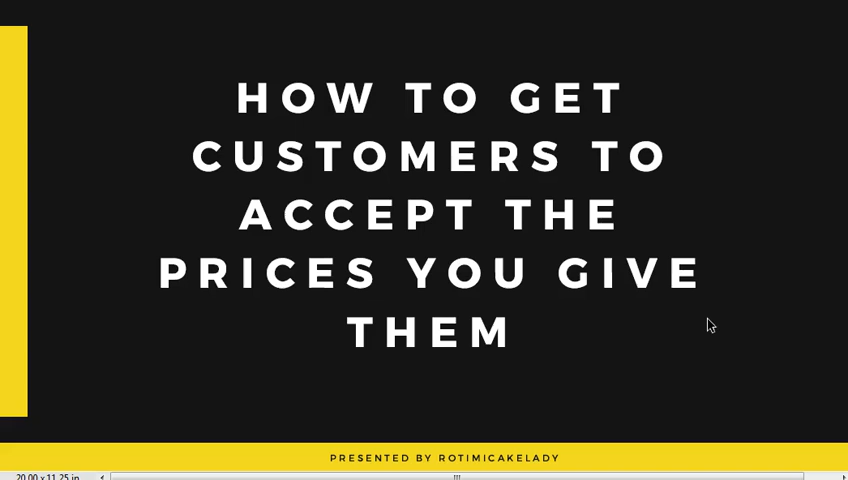 HOW TO GET
CUSTOMERS TO
ACCEPT THE
PRICES YOU GIVE
THEM
PRESENTED BY ROTIMICAKELADY
20.00 x 11.25 in